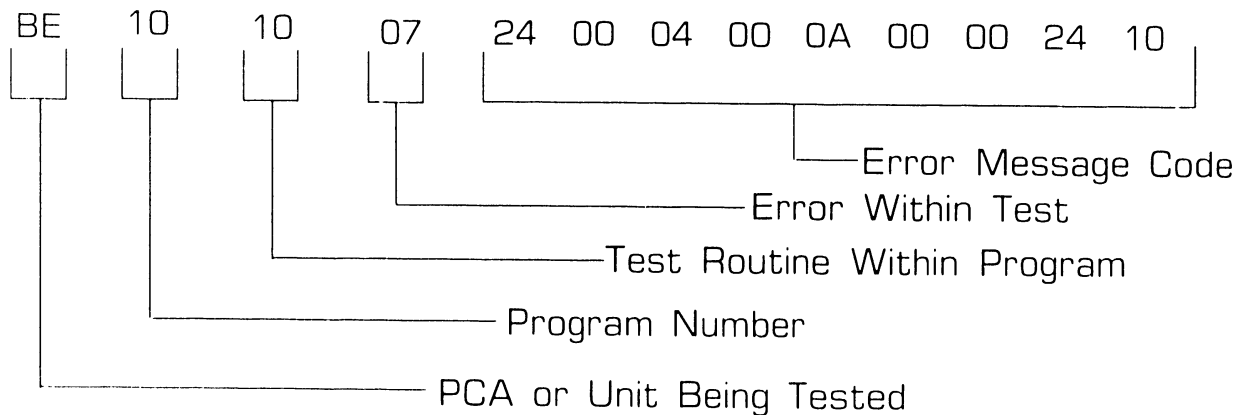 BE 10 10 07 24 00 04 00 0A 00 00 24 10
Error Message Code
Error Within Test
Test Routine Within Program
Program Number
PCA or Unit Being Tested